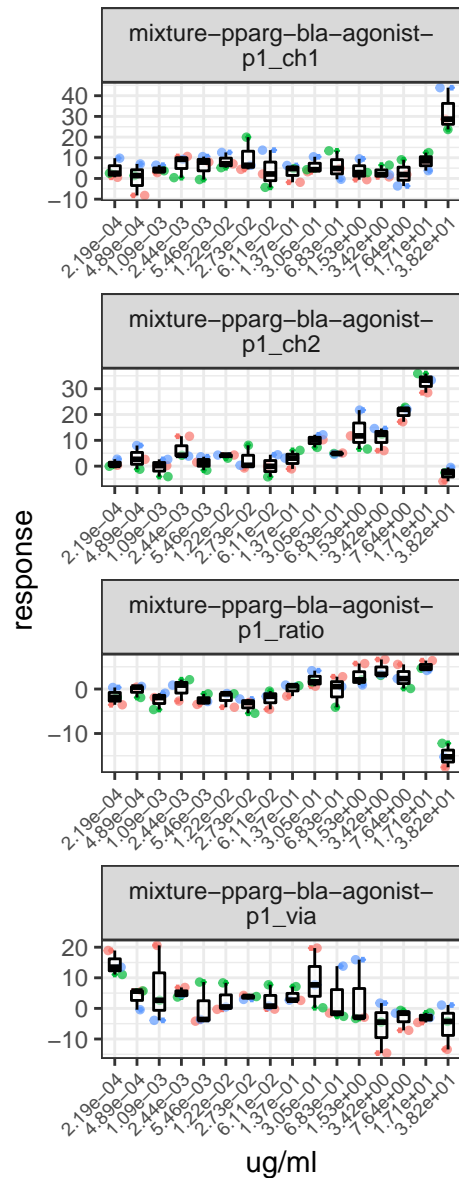 mixture−pparg−bla−agonist−
p1_ch1
40
30
20
10
0
−10
2.19e−04
4.89e−04
1.09e−03
2.44e−03
5.46e−03
1.22e−02
2.73e−02
6.11e−02
1.37e−01
3.05e−01
6.83e−01
1.53e+00
3.42e+00
7.64e+00
1.71e+01
3.82e+01
mixture−pparg−bla−agonist−
p1_ch2
30
20
10
0
2.19e−04
4.89e−04
1.09e−03
2.44e−03
5.46e−03
1.22e−02
2.73e−02
6.11e−02
1.37e−01
3.05e−01
6.83e−01
1.53e+00
3.42e+00
7.64e+00
1.71e+01
3.82e+01
response
mixture−pparg−bla−agonist−
p1_ratio
0
−10
2.19e−04
4.89e−04
1.09e−03
2.44e−03
5.46e−03
1.22e−02
2.73e−02
6.11e−02
1.37e−01
3.05e−01
6.83e−01
1.53e+00
3.42e+00
7.64e+00
1.71e+01
3.82e+01
mixture−pparg−bla−agonist−
p1_via
20
10
0
−10
2.19e−04
4.89e−04
1.09e−03
2.44e−03
5.46e−03
1.22e−02
2.73e−02
6.11e−02
1.37e−01
3.05e−01
6.83e−01
1.53e+00
3.42e+00
7.64e+00
1.71e+01
3.82e+01
ug/ml